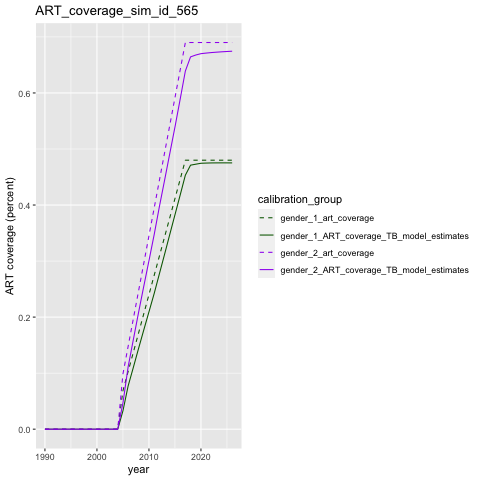 ART_coverage_sim_id_565
ART coverage (percent)
0.6
0.4
0.2
0.0
1990
2000
2010
2020
year
calibration_group
gender_1_art_coverage
gender_1_ART_coverage_TB_model_estimates
gender_2_art_coverage
gender_2_ART_coverage_TB_model_estimates